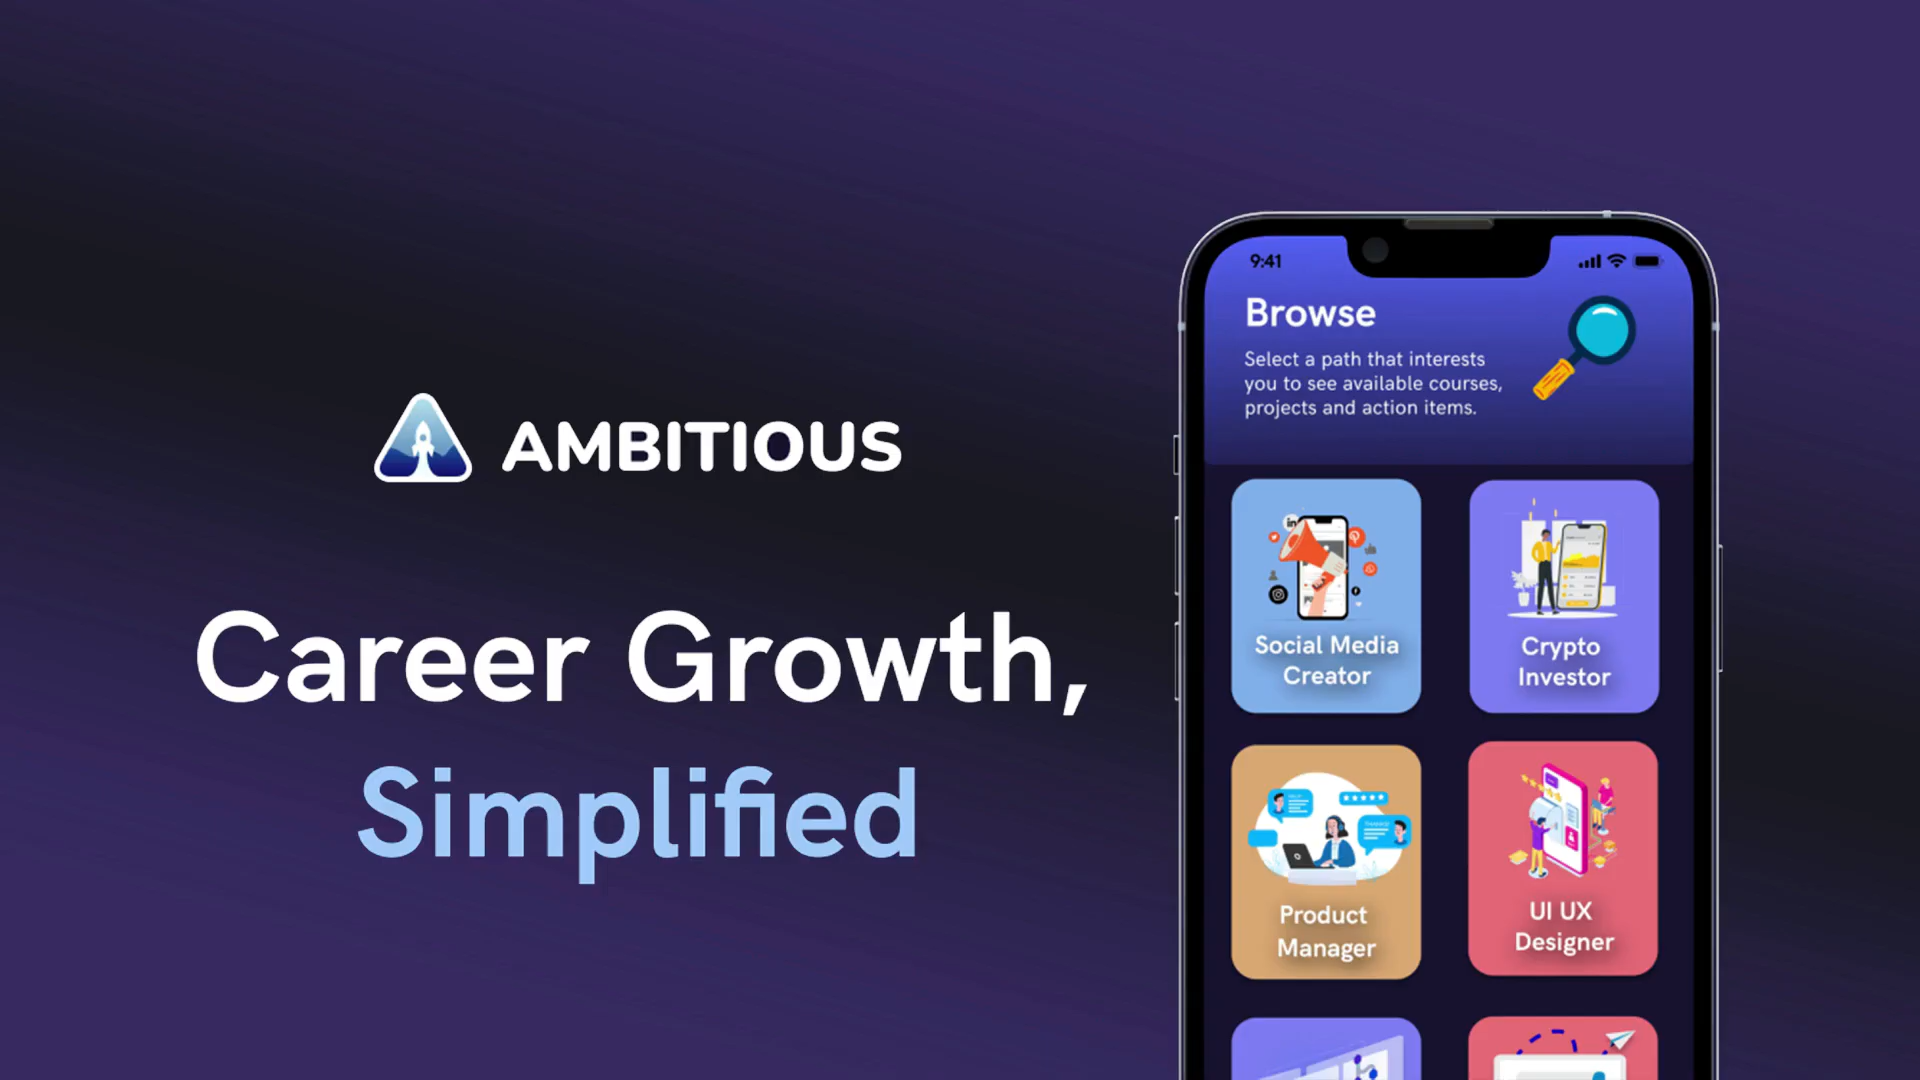 AMBITIOUS
Career Growth,
Simplified
9:41
Browse
Select a path that interests
you to see available courses,
projects and action items.
in
Social Media
Creator
Crypto
Investor
Product
Manager
UI UX
Designer